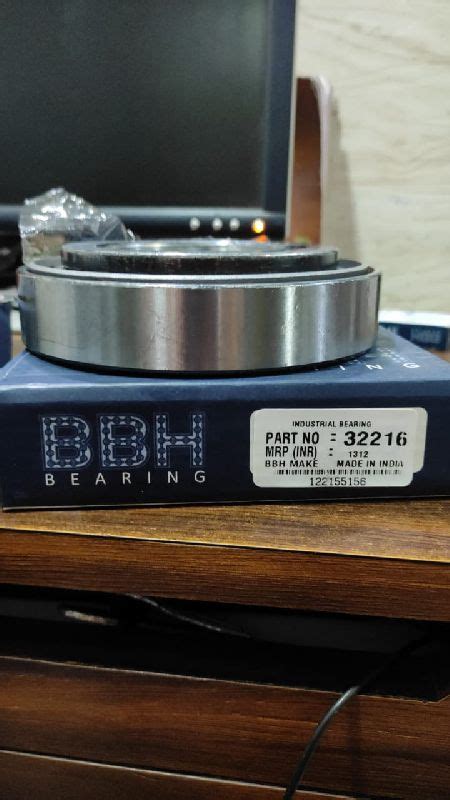 BBH
BEARING
INDUSTRIAL BEARING
PART NO = 32216
MRP (INR) : 1312
BBH MAKE MADE IN INDIA
122155156